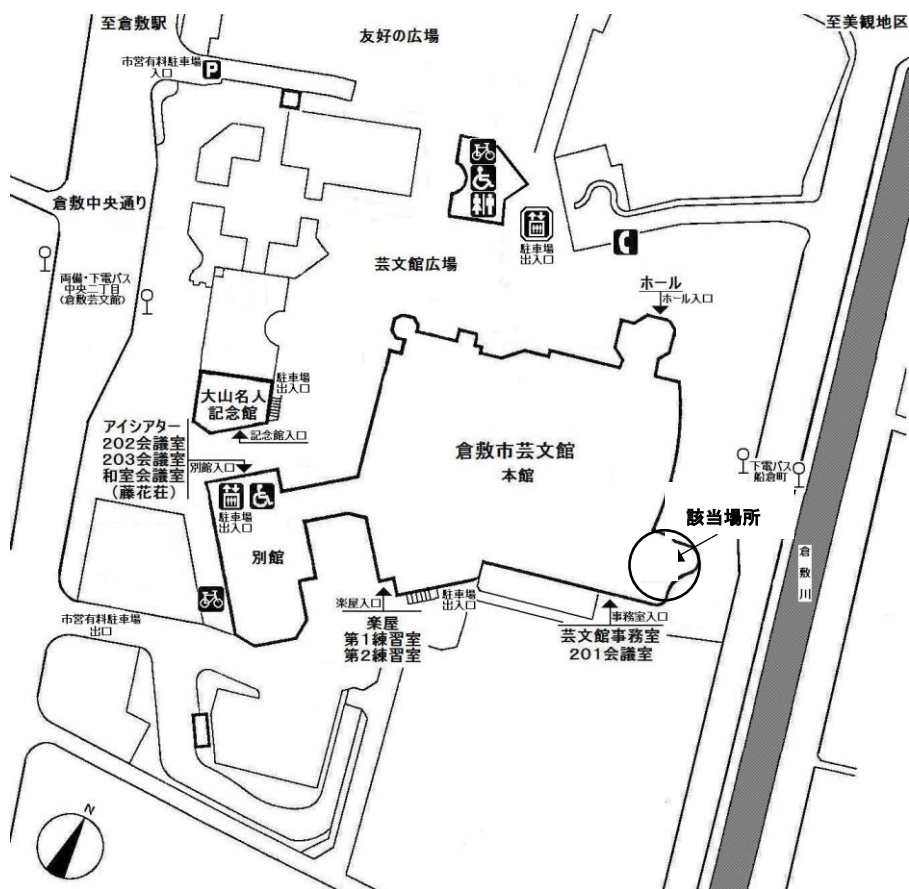 至倉敷駅
友好の広場
至美観地区
市営有料駐車場
入口
P
倉敷中央通り
駐車場
出入口
芸文館広場
両備・下電バス
中央二丁目
(倉敷芸文館)
ホール
ホール入口
駐車場
出入口
大山名人
記念館
記念館入口
アイシアター
202会議室
203会議室
和室会議室
(藤花荘)
別館入口
倉敷市芸文館
本館
下電バス
船倉町
駐車場
出入口
該当場所
別館
倉敷川
楽屋入口
駐車場
出入口
事務室入口
市営有料駐車場
出口
楽屋
第1練習室
第2練習室
芸文館事務室
201会議室
N